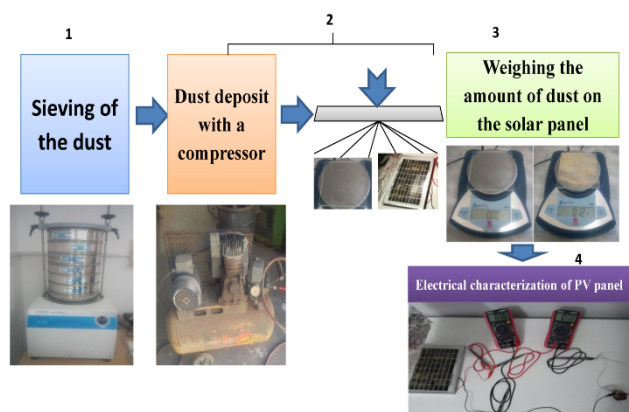 1
2
3
Sieving of
the dust
Dust deposit
with a
compressor
Weighing the
amount of dust on
the solar panel
4
Electrical characterization of PV panel